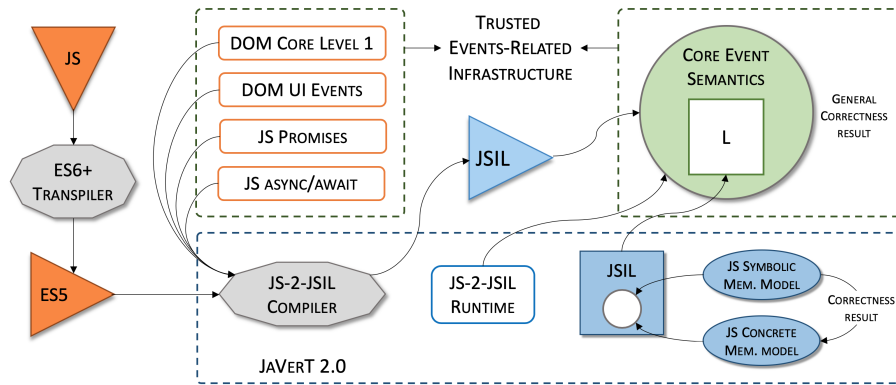 JS
ES6+
TRANSPILER
ES5
DOM CORE LEVEL 1
DOM UI EVENTS
JS PROMISES
JS ASYNC/AWAIT
TRUSTED
EVENTS-RELATED
INFRASTRUCTURE
JSIL
CORE EVENT
SEMANTICS
L
GENERAL
CORRECTNESS
RESULT
JS-2-JSIL
COMPILER
JS-2-JSIL
RUNTIME
JSIL
JS SYMBOLIC
MEM. MODEL
JS CONCRETE
MEM. MODEL
CORRECTNESS
RESULT
JAVERT 2.0